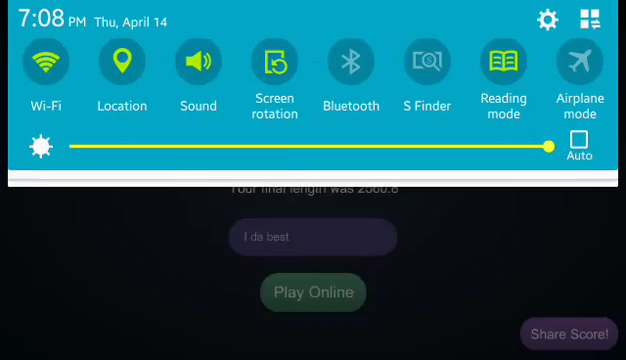 7:08 PM Thu, April 14
Wi-Fi
Location
Sound
Screen
rotation
Bluetooth
S Finder
Reading
mode
Airplane
mode
Auto
Your final length was 2560.8
I da best
Play Online
Share Score!